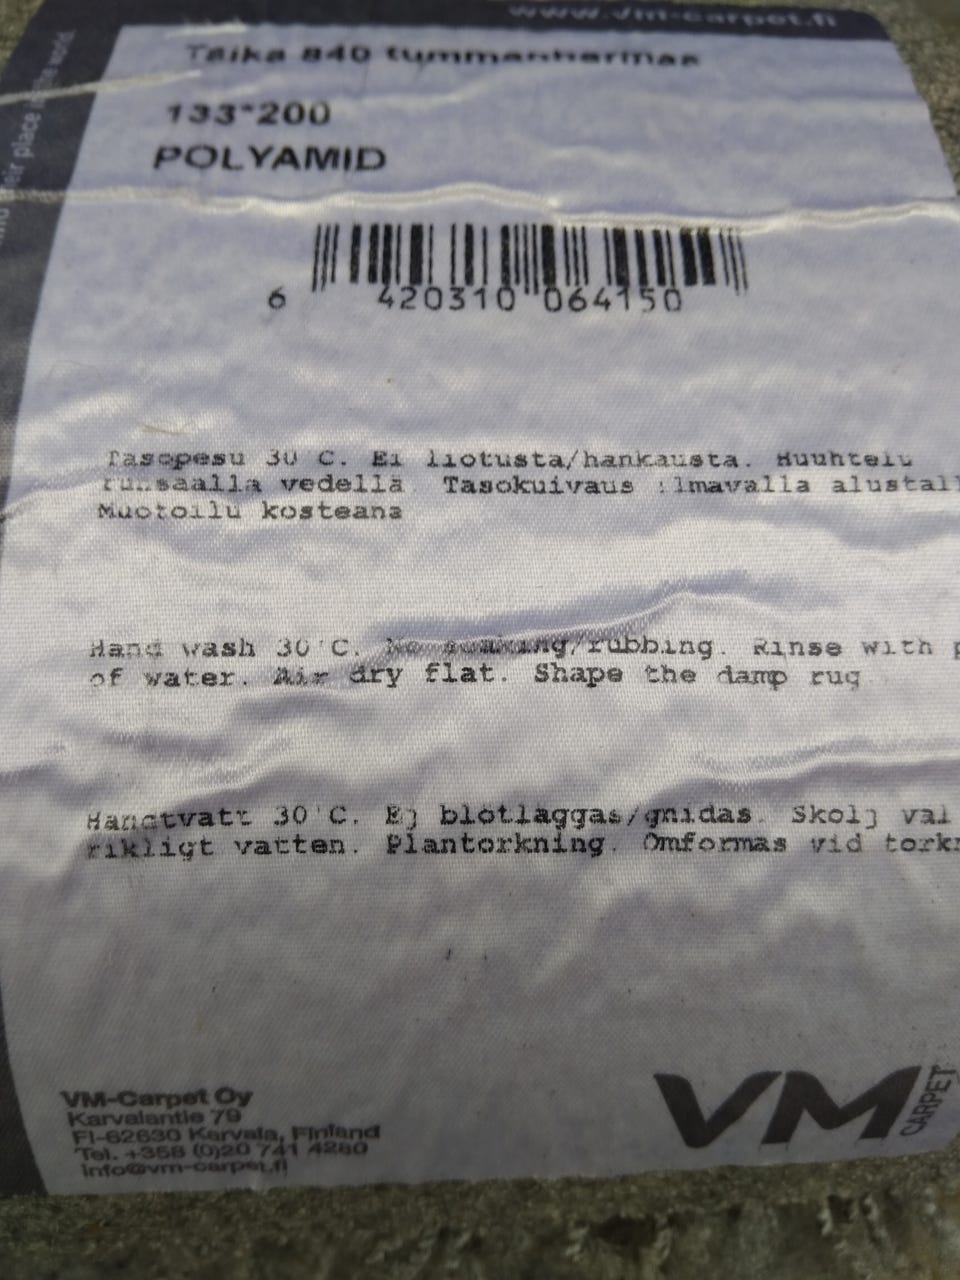 www.vm-carpet.fi
Taika 840 tummanharmaa
133*200
POLYAMID
6 420310 064150
Tasopesu 30 C. Ei liotusta/hankausta. Huuhtelu
runsaalla vedellä Tasokuivaus ilmavalla alustall
Muotoilu kosteana
Hand wash 30'C. No soaking/rubbing. Rinse with p
of water. Air dry flat. Shape the damp rug
Handtvätt 30'C. Ej blötläggas/gnidas. Skölj väl
rikligt vatten. Plantorkning. Omformas vid torkn
VM-Carpet Oy
Karvalantie 79
FI-62630 Karvala, Finland
Tel. +358 (0)20 741 4280
info@vm-carpet.fi
VM
CARPET